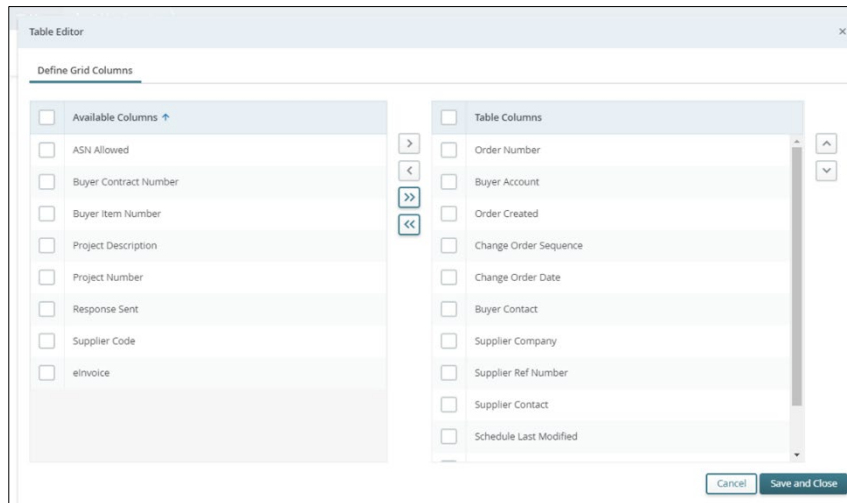 Table Editor
Define Grid Columns
Available Columns
ASN Allowed
Buyer Contract Number
Buyer Item Number
Project Description
Project Number
Response Sent
Supplier Code
eInvoice
Table Columns
Order Number
Buyer Account
Order Created
Change Order Sequence
Change Order Date
Buyer Contact
Supplier Company
Supplier Ref Number
Supplier Contact
Schedule Last Modified
Cancel
Save and Close